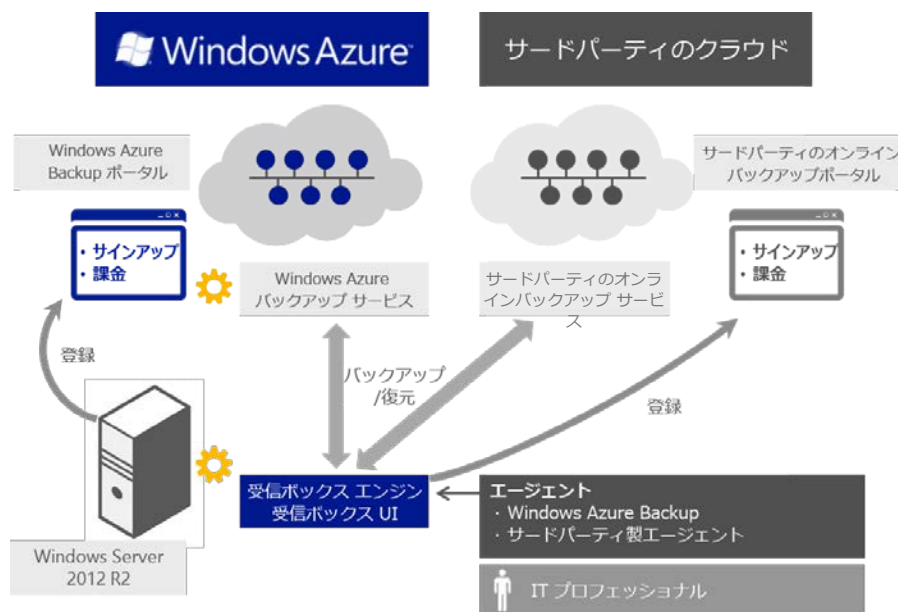 Windows Azure
サードパーティのクラウド
Windows Azure
Backup ポータル
サードパーティのオンライン
バックアップポータル
・サインアップ
・課金
・サインアップ
・課金
Windows Azure
バックアップ サービス
サードパーティのオンラ
インバックアップ サービ
ス
登録
バックアップ
/復元
登録
受信ボックス エンジン
受信ボックス UI
エージェント
・Windows Azure Backup
・サードパーティ製エージェント
Windows Server
2012 R2
IT プロフェッショナル